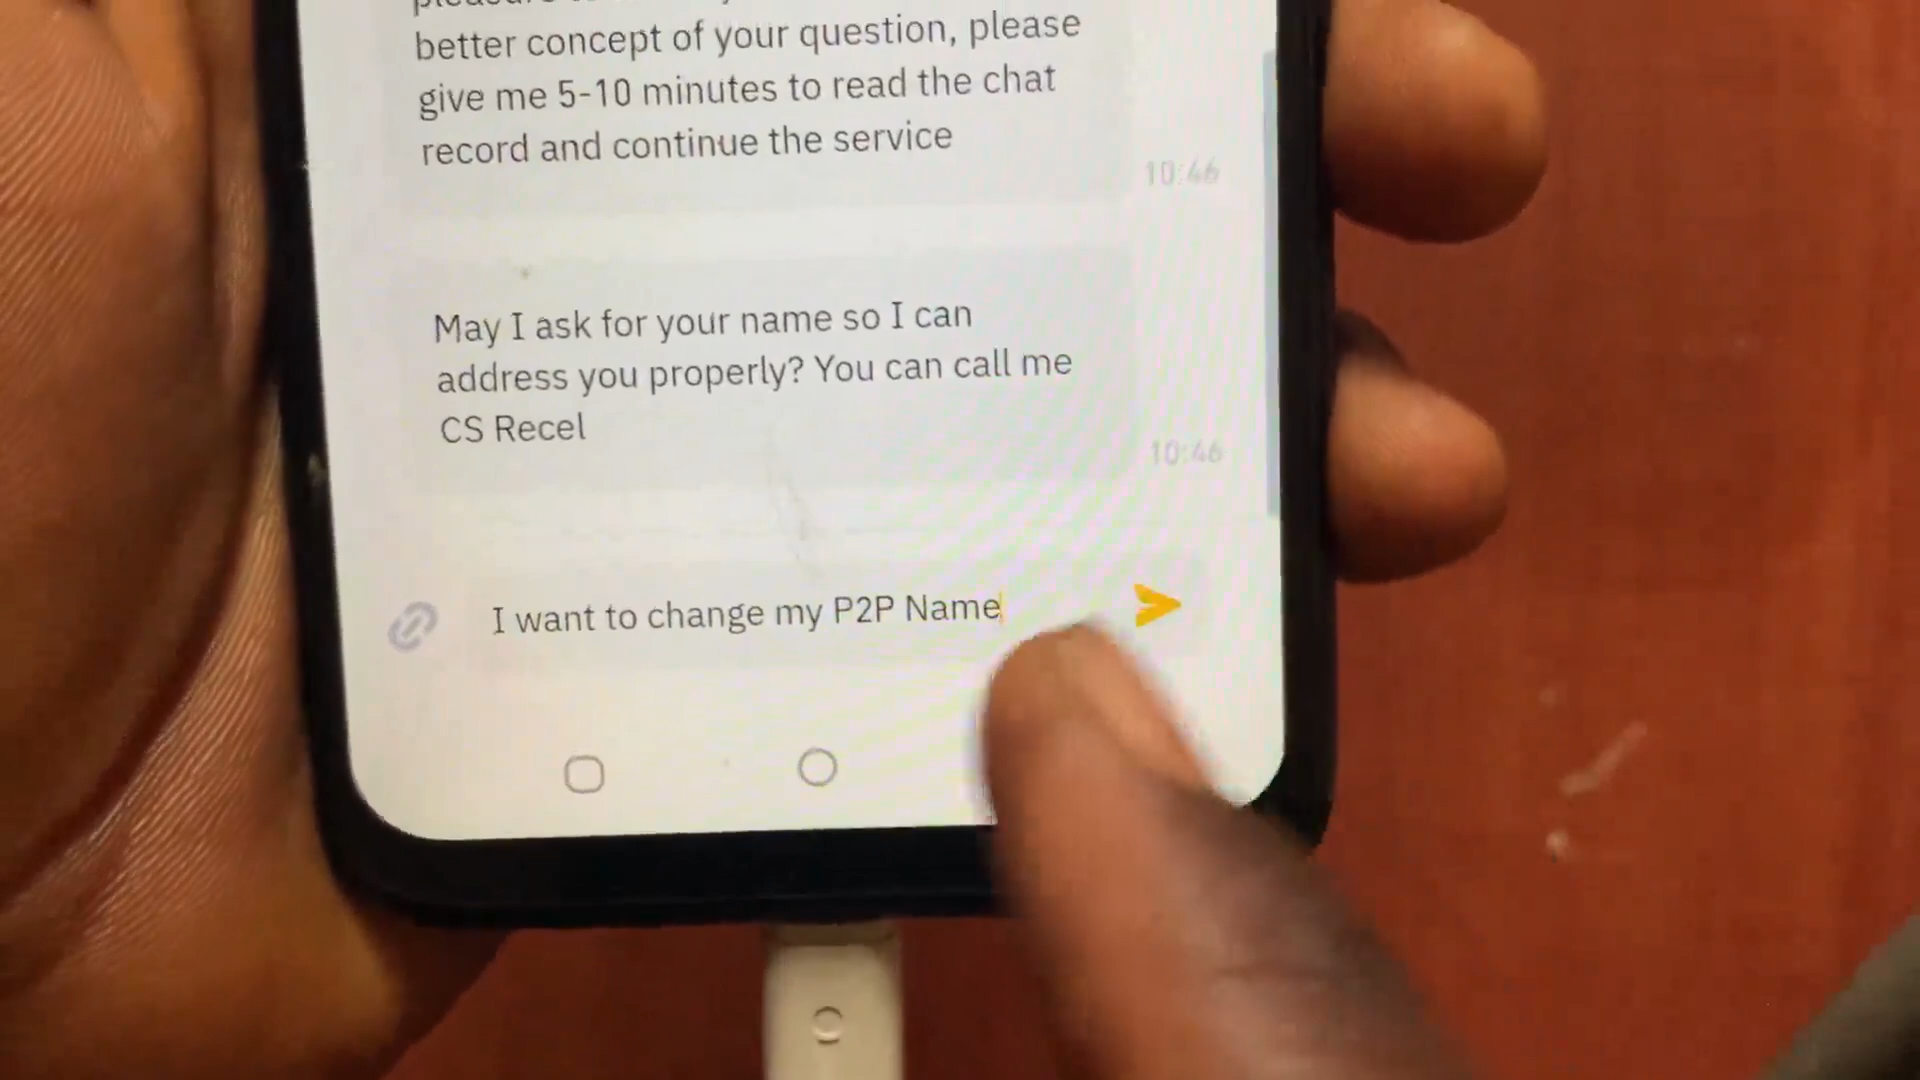 better concept of your question, please
give me 5-10 minutes to read the chat
record and continue the service
10:46
May I ask for your name so I can
address you properly? You can call me
CS Recel
10:46
I want to change my P2P Name